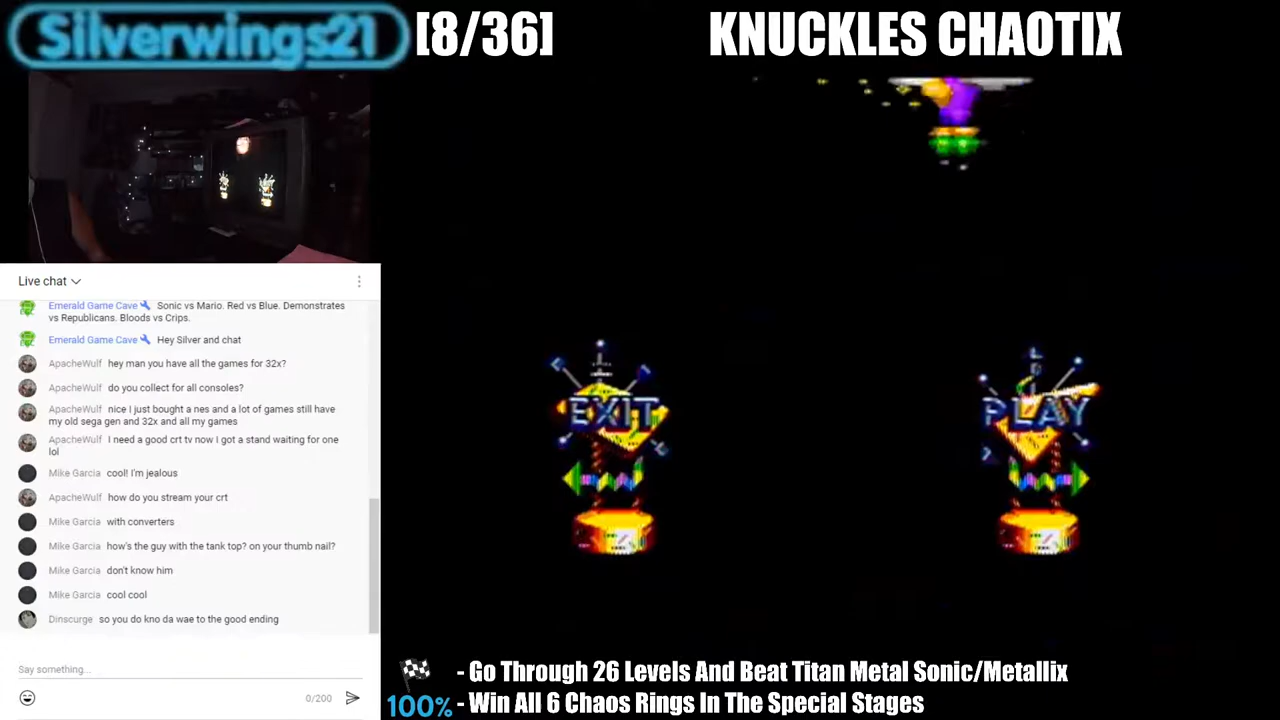 Silverwings21 [8/36] KNUCKLES CHAOTIX
Live chat
Emerald Game Cave Sonic vs Mario. Red vs Blue. Demonstrates
vs Republicans. Bloods vs Crips.
Emerald Game Cave Hey Silver and chat
ApacheWulf hey man you have all the games for 32x?
ApacheWulf do you collect for all consoles?
ApacheWulf nice I just bought a nes and a lot of games still have
my old sega gen and 32x and all my games
ApacheWulf I need a good crt tv now I got a stand waiting for one
lol
Mike Garcia cool! I'm jealous
ApacheWulf how do you stream your crt
Mike Garcia with converters
Mike Garcia how's the guy with the tank top? on your thumb nail?
Mike Garcia don't know him
Mike Garcia cool cool
Dinscurge so you do kno da wae to the good ending
Say something...
0/200
EXIT
PLAY
- Go Through 26 Levels And Beat Titan Metal Sonic/Metallix
100% - Win All 6 Chaos Rings In The Special Stages